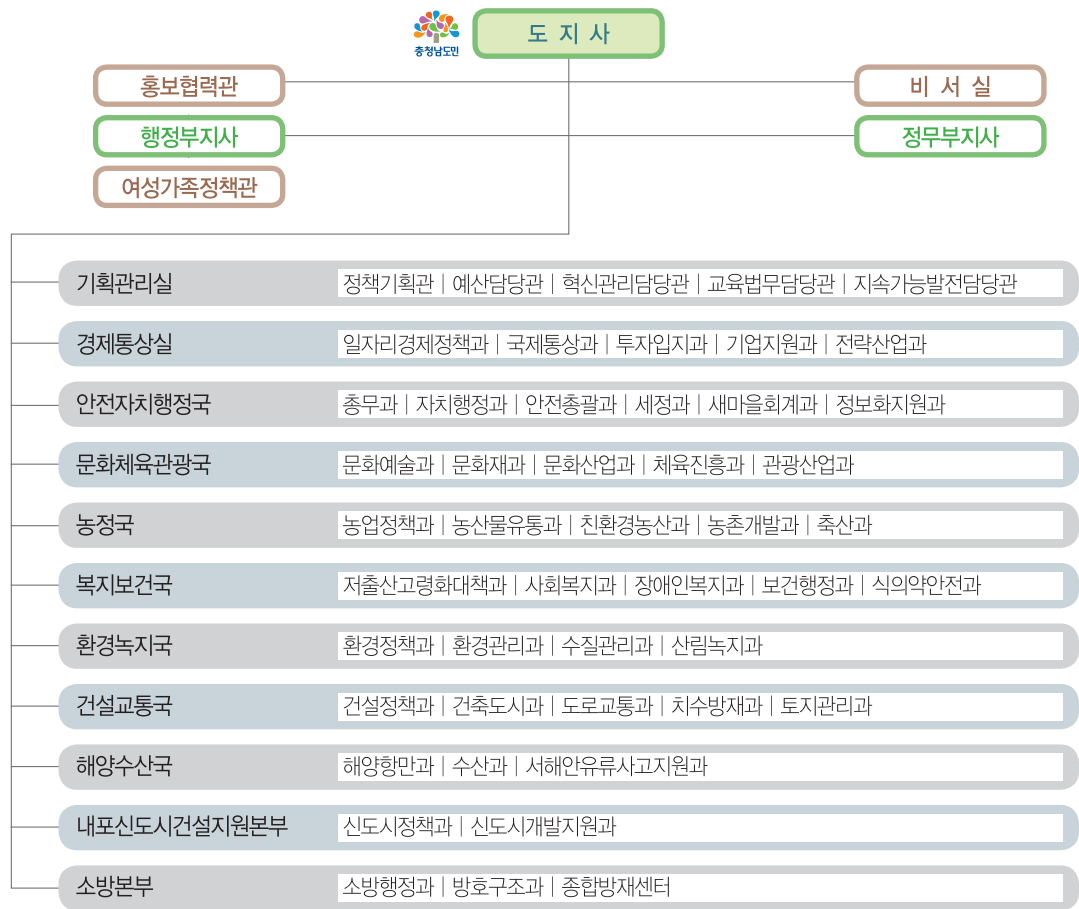 충청남도민
도 지 사
홍보협력관
비 서 실
행정부지사
정무부지사
여성가족정책관
기획관리실 정책기획관 | 예산담당관 | 혁신관리담당관 | 교육법무담당관 | 지속가능발전담당관
경제통상실 일자리경제정책과 | 국제통상과 | 투자입지과 | 기업지원과 | 전략산업과
안전자치행정국 총무과 | 자치행정과 | 안전총괄과 | 세정과 | 새마을회계과 | 정보화지원과
문화체육관광국 문화예술과 | 문화재과 | 문화산업과 | 체육진흥과 | 관광산업과
농정국 농업정책과 | 농산물유통과 | 친환경농산과 | 농촌개발과 | 축산과
복지보건국 저출산고령화대책과 | 사회복지과 | 장애인복지과 | 보건행정과 | 식의약안전과
환경녹지국 환경정책과 | 환경관리과 | 수질관리과 | 산림녹지과
건설교통국 건설정책과 | 건축도시과 | 도로교통과 | 치수방재과 | 토지관리과
해양수산국 해양항만과 | 수산과 | 서해안유류사고지원과
내포신도시건설지원본부 신도시정책과 | 신도시개발지원과
소방본부 소방행정과 | 방호구조과 | 종합방재센터